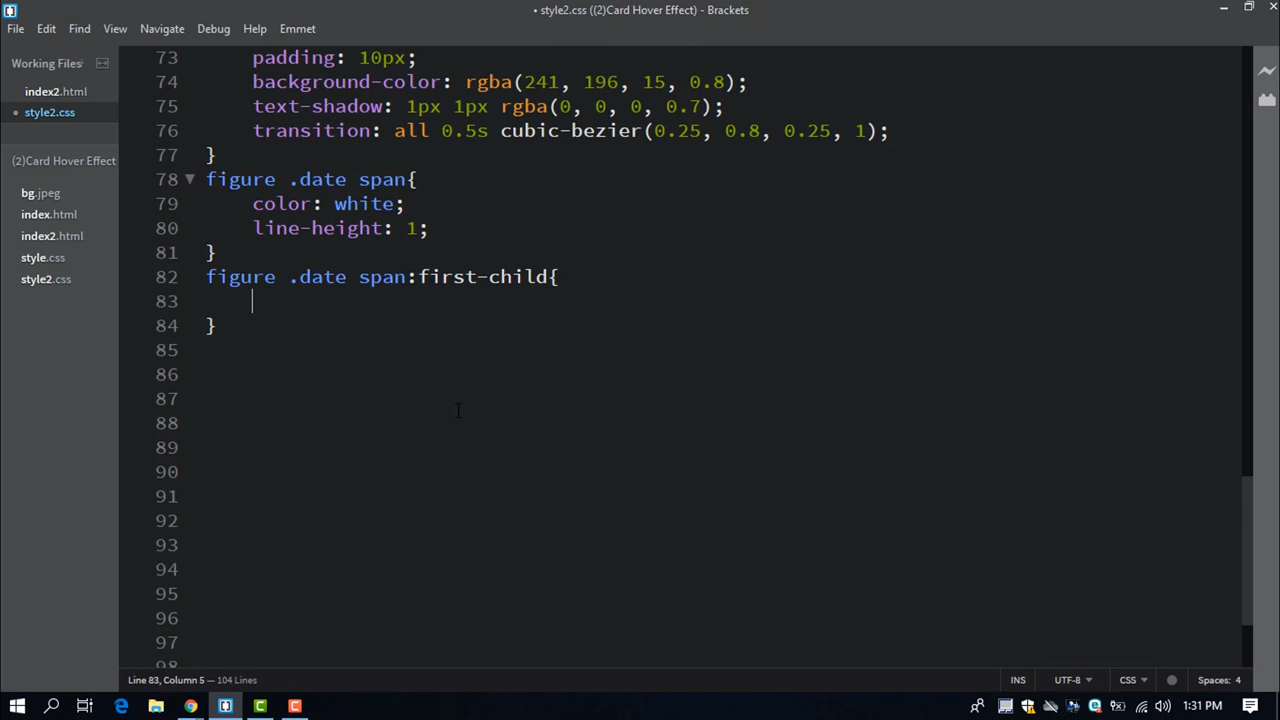 • style2.css ((2)Card Hover Effect) - Brackets
File Edit Find View Navigate Debug Help Emmet
Working Files
index2.html
• style2.css
(2)Card Hover Effect
bg.jpeg
index.html
index2.html
style.css
style2.css
73 padding: 10px;
74 background-color: rgba(241, 196, 15, 0.8);
75 text-shadow: 1px 1px rgba(0, 0, 0, 0.7);
76 transition: all 0.5s cubic-bezier(0.25, 0.8, 0.25, 1);
77 }
78 figure .date span{
79 color: white;
80 line-height: 1;
81 }
82 figure .date span:first-child{
83
84 }
85
86
87
88
89
90
91
92
93
94
95
96
97
98
Line 83, Column 5 — 104 Lines
INS UTF-8 CSS Spaces: 4
1:31 PM